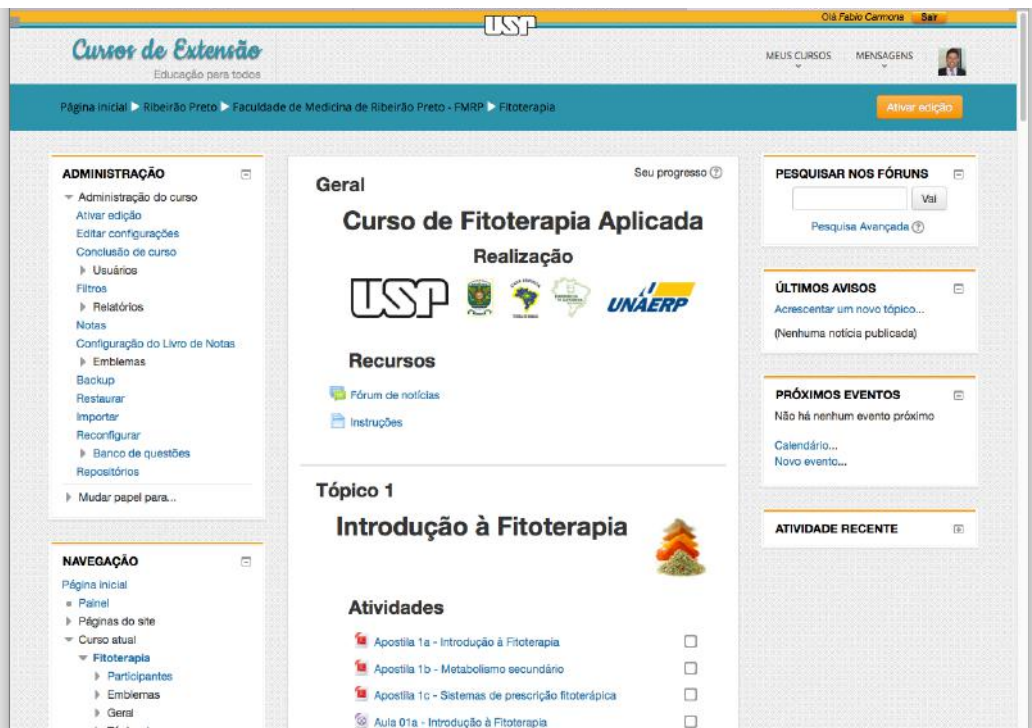 USP
Olá Fabio Carmona Sair
Cursos de Extensão
Educação para todos
MEUS CURSOS MENSAGENS
Página inicial Ribeirão Preto Faculdade de Medicina de Ribeirão Preto - FMRP Fitoterapia
Ativar edição
ADMINISTRAÇÃO
Administração do curso
Ativar edição
Editar configurações
Conclusão de curso
Usuários
Filtros
Relatórios
Notas
Configuração do Livro de Notas
Emblemas
Backup
Restaurar
Importar
Reconfigurar
Banco de questões
Repositórios
Mudar papel para...
NAVEGAÇÃO
Página inicial
Painel
Páginas do site
Curso atual
Fitoterapia
Participantes
Emblemas
Geral
Seu progresso
Geral
Curso de Fitoterapia Aplicada
Realização
USP
UNAERP
Recursos
Fórum de notícias
Instruções
Tópico 1
Introdução à Fitoterapia
Atividades
Apostila 1a - Introdução à Fitoterapia
Apostila 1b - Metabolismo secundário
Apostila 1c - Sistemas de prescrição fitoterápica
Aula 01a - Introdução à Fitoterapia
PESQUISAR NOS FÓRUNS
Vai
Pesquisa Avançada
ÚLTIMOS AVISOS
Acrescentar um novo tópico...
(Nenhuma notícia publicada)
PRÓXIMOS EVENTOS
Não há nenhum evento próximo
Calendário...
Novo evento...
ATIVIDADE RECENTE